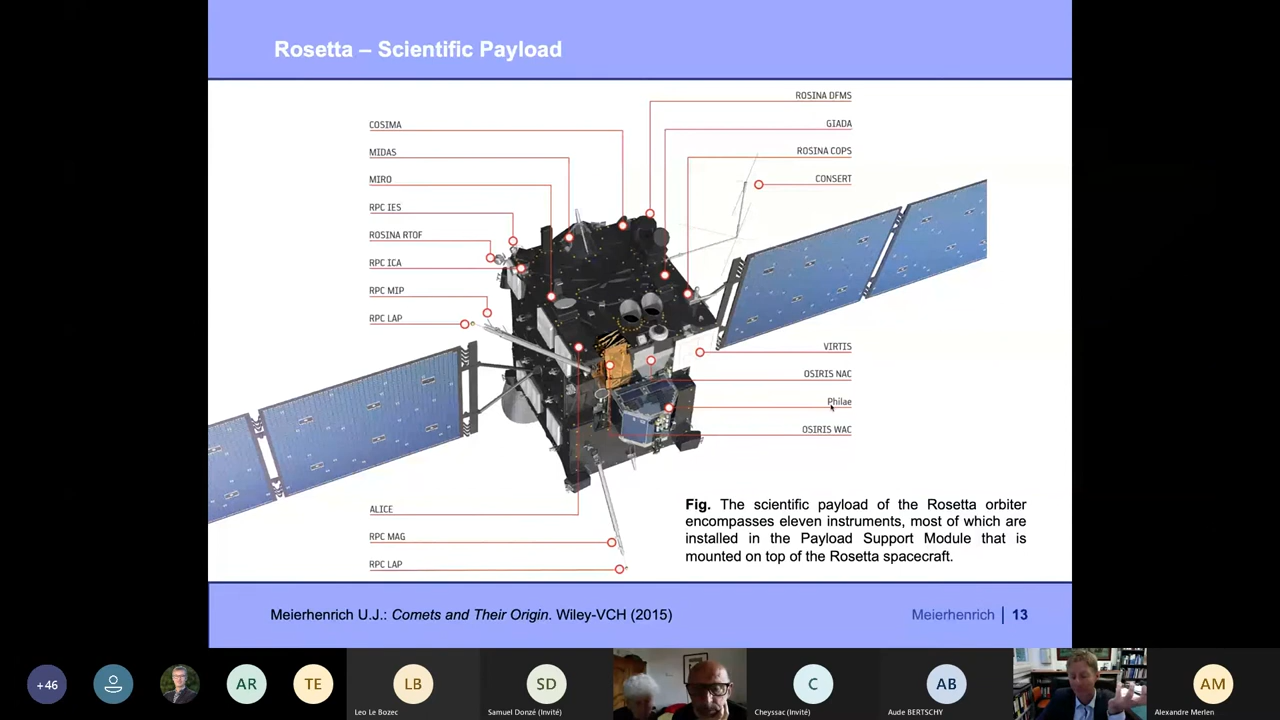 Rosetta – Scientific Payload
ROSINA DFMS
COSIMA
GIADA
MIDAS
ROSINA COPS
MIRO
CONSERT
RPC IES
ROSINA RTOF
RPC ICA
RPC MIP
RPC LAP
VIRTIS
OSIRIS NAC
Philae
OSIRIS WAC
ALICE
RPC MAG
RPC LAP
Fig. The scientific payload of the Rosetta orbiter
encompasses eleven instruments, most of which are
installed in the Payload Support Module that is
mounted on top of the Rosetta spacecraft.
Meierhenrich U.J.: Comets and Their Origin. Wiley-VCH (2015)
Meierhenrich | 13
+46
AR
TE
LB
SD
C
AB
AM
Leo Le Bozec
Samuel Donzé (Invité)
Cheyssac (Invité)
Aude BERTSCHY
Alexandre Merlen